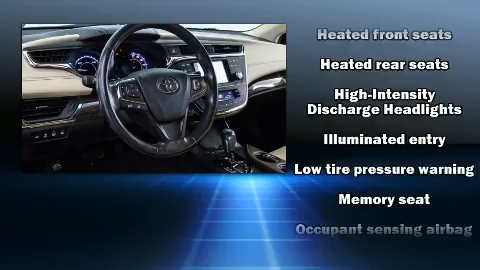 Heated front seats
Heated rear seats
High-Intensity
Discharge Headlights
Illuminated entry
Low tire pressure warning
Memory seat
Occupant sensing airbag